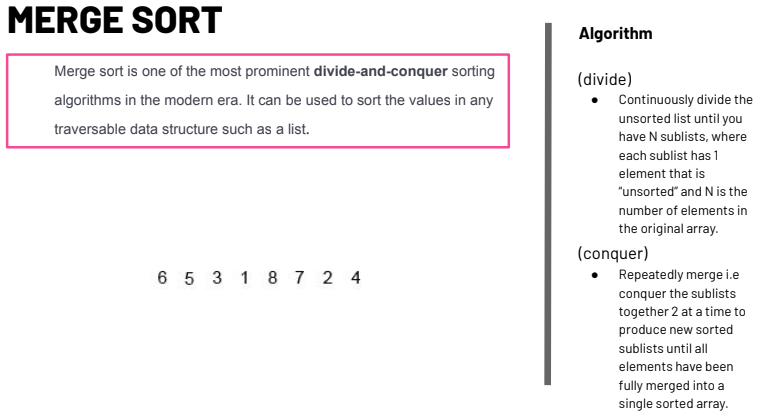 MERGE SORT
Merge sort is one of the most prominent divide-and-conquer sorting
algorithms in the modern era. It can be used to sort the values in any
traversable data structure such as a list.
6 5 3 1 8 7 2 4
Algorithm
(divide)
● Continuously divide the
unsorted list until you
have N sublists, where
each sublist has 1
element that is
“unsorted” and N is the
number of elements in
the original array.
(conquer)
● Repeatedly merge i.e
conquer the sublists
together 2 at a time to
produce new sorted
sublists until all
elements have been
fully merged into a
single sorted array.